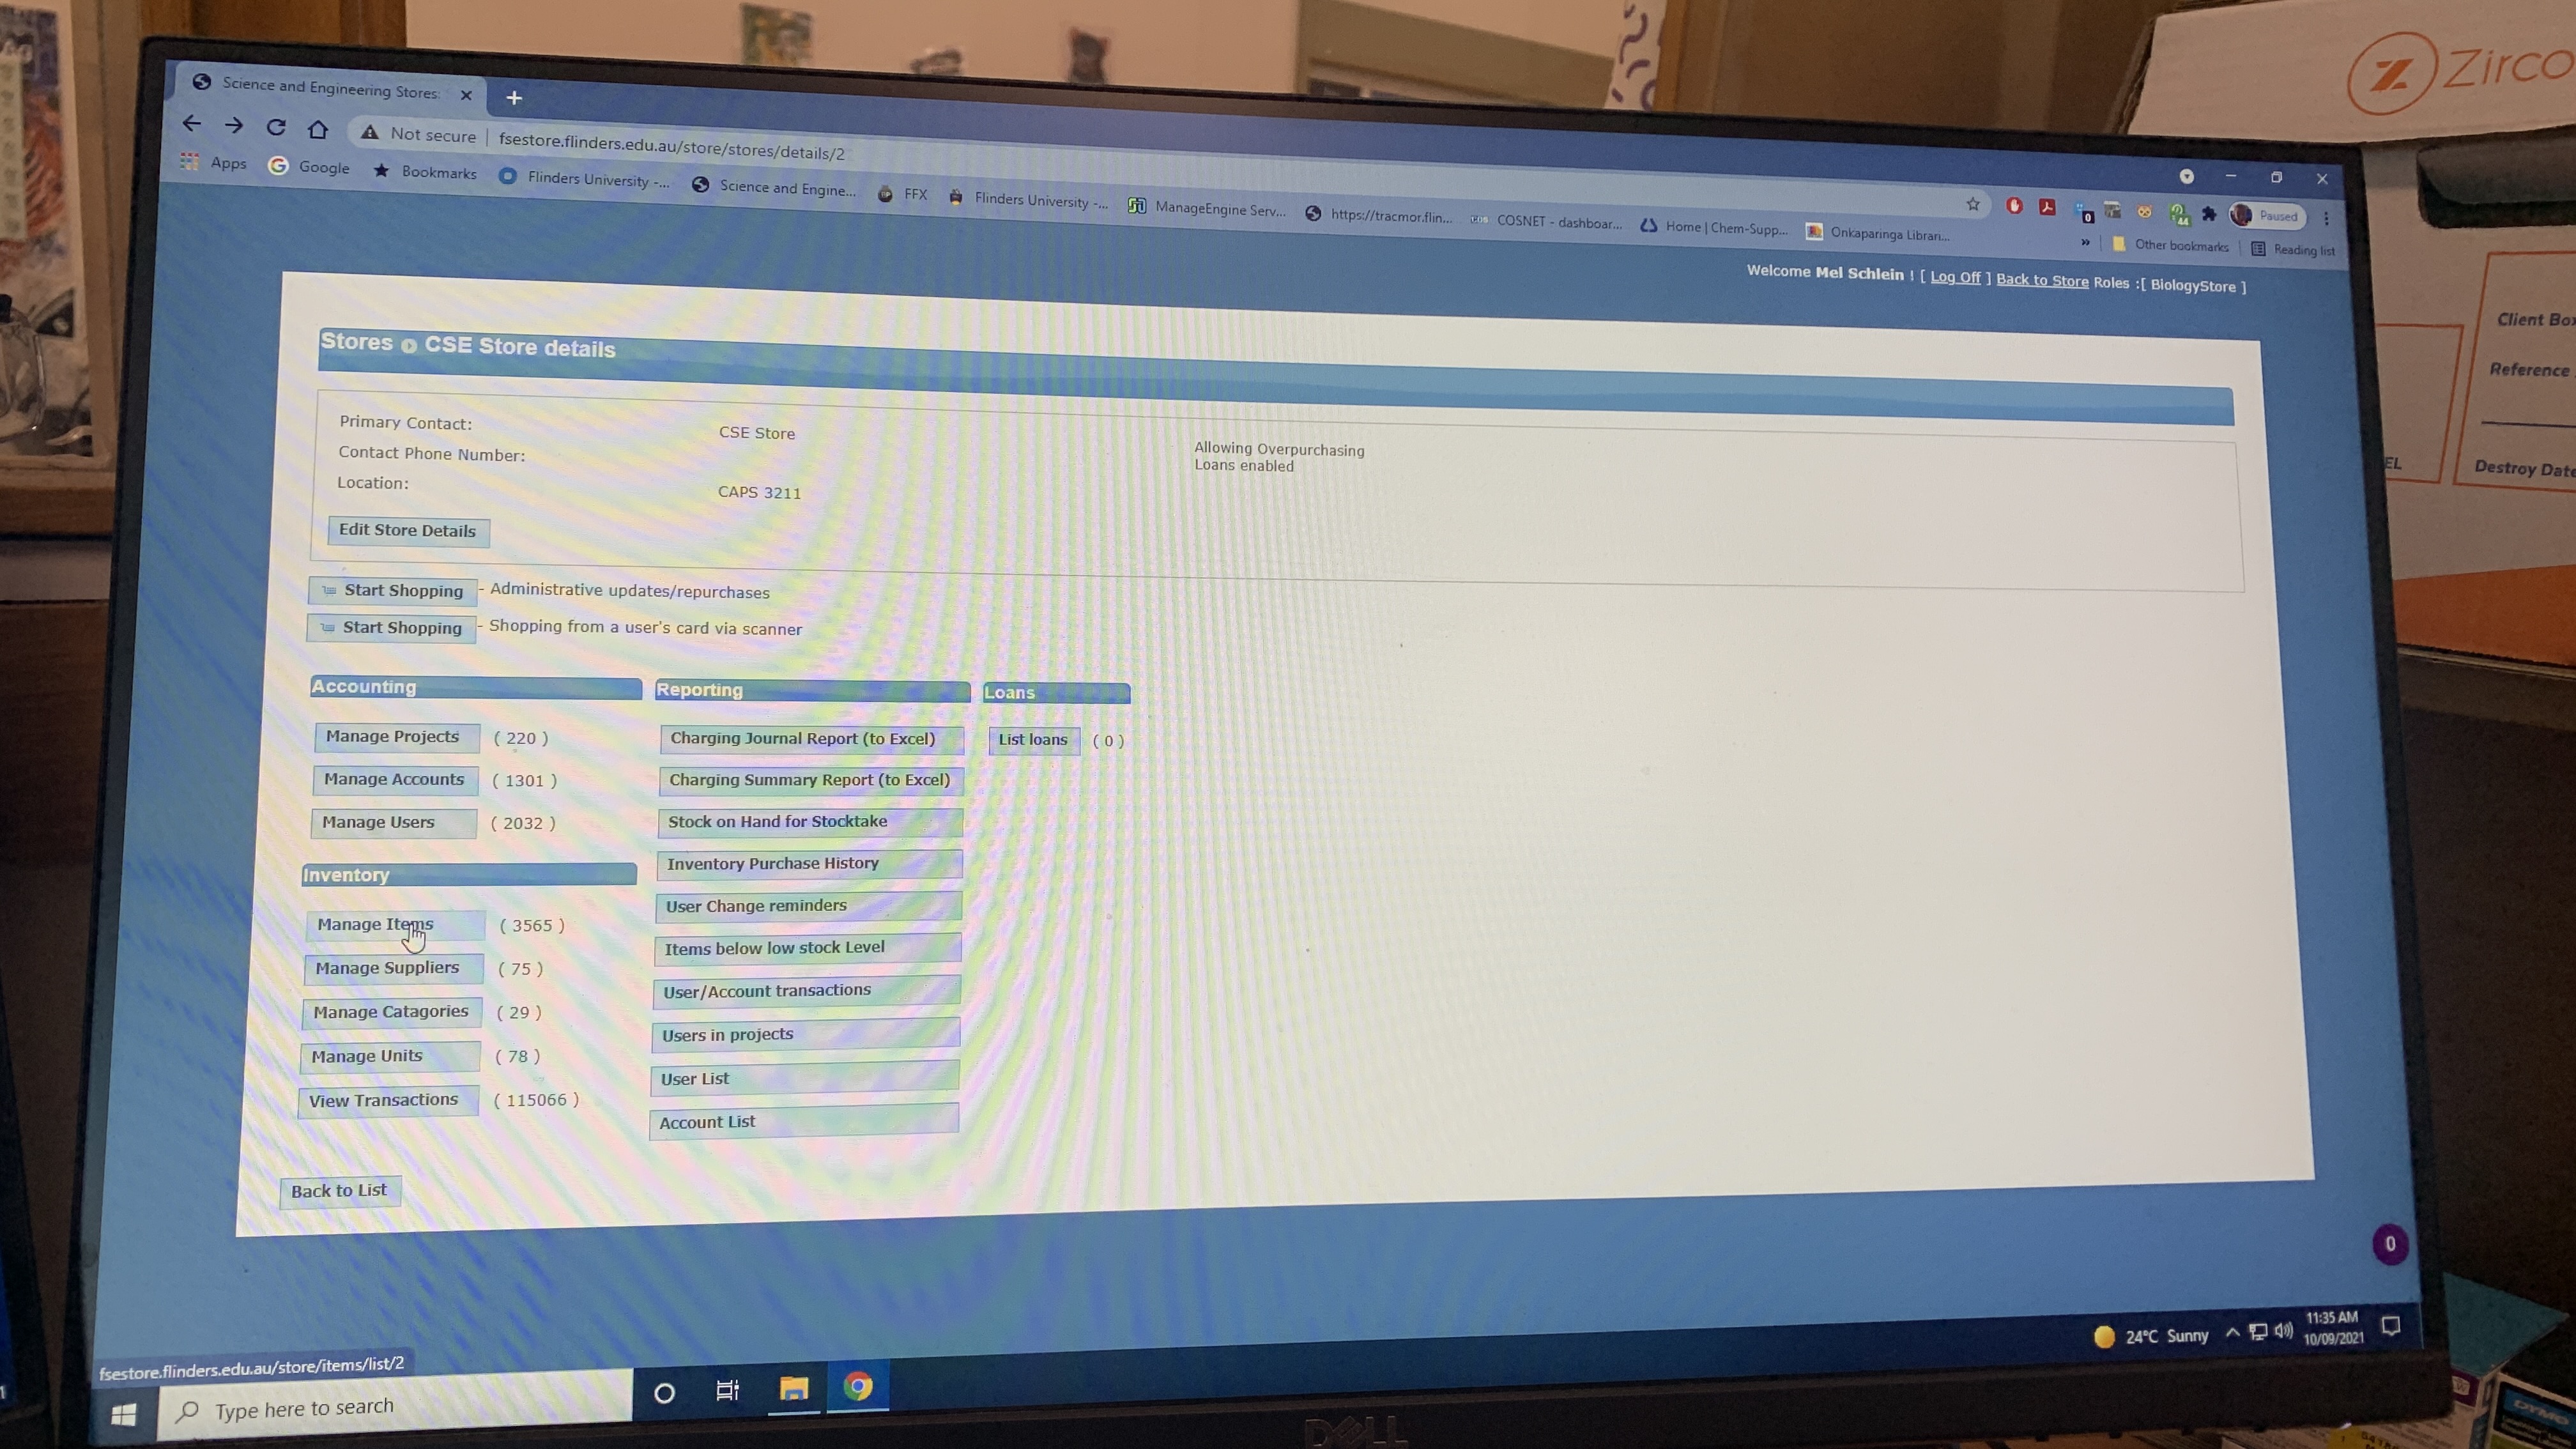 Science and Engineering Stores:
Not secure | fsestore.flinders.edu.au/store/stores/details/2
Paused
Apps Google Bookmarks Flinders University -... Science and Engine... FFX Flinders University -... ManageEngine Serv... https://tracmor.flin... COSNET - dashboar... Home | Chem-Supp... Onkaparinga Librari... » Other bookmarks Reading list
Welcome Mel Schlein ! [ Log Off ] Back to Store Roles :[ BiologyStore ]
Stores CSE Store details
Primary Contact: CSE Store
Allowing Overpurchasing
Contact Phone Number:
Loans enabled
Location: CAPS 3211
Edit Store Details
Start Shopping - Administrative updates/repurchases
Start Shopping - Shopping from a user's card via scanner
Accounting
Manage Projects ( 220 )
Manage Accounts ( 1301 )
Manage Users ( 2032 )
Inventory
Manage Items ( 3565 )
Manage Suppliers ( 75 )
Manage Catagories ( 29 )
Manage Units ( 78 )
View Transactions ( 115066 )
Reporting
Charging Journal Report (to Excel)
Charging Summary Report (to Excel)
Stock on Hand for Stocktake
Inventory Purchase History
User Change reminders
Items below low stock Level
User/Account transactions
Users in projects
User List
Account List
Loans
List loans ( 0 )
Back to List
0
fsestore.flinders.edu.au/store/items/list/2
Type here to search
24°C Sunny
11:35 AM
10/09/2021
DELL
Z Zirco
Client Box
Reference
EL
Destroy Date
DYMO